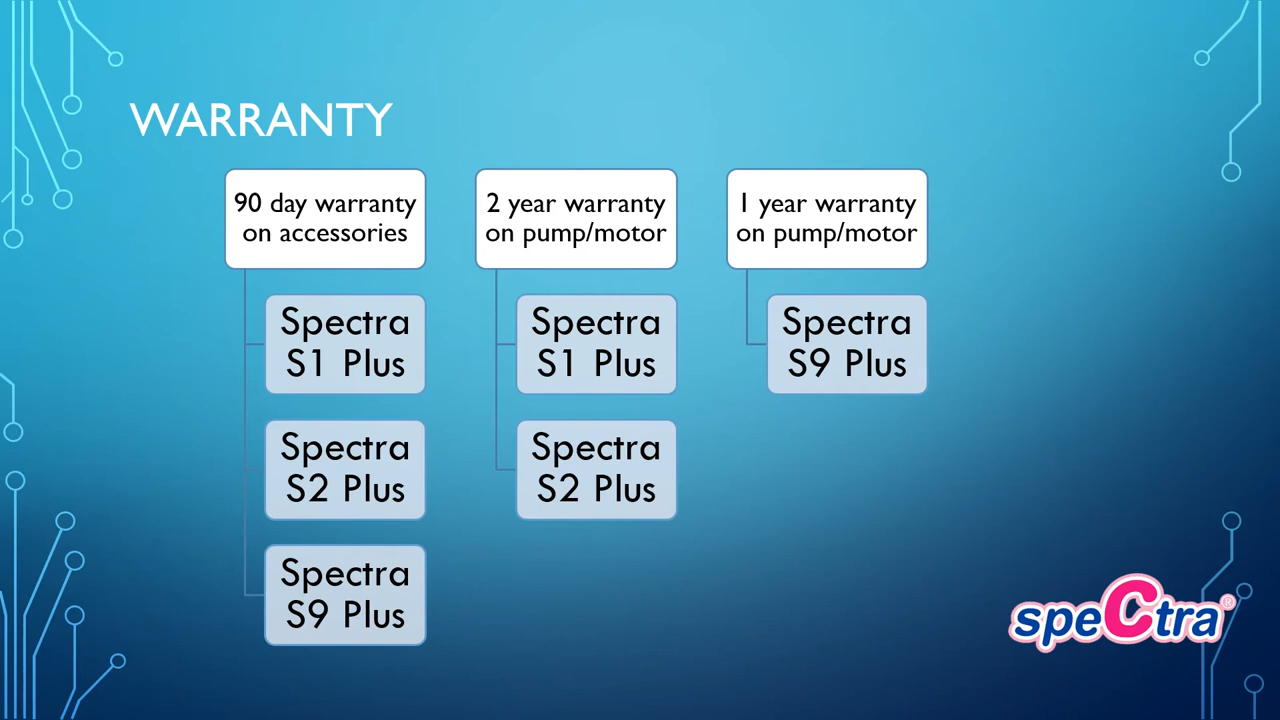 WARRANTY
90 day warranty
on accessories
Spectra
S1 Plus
Spectra
S2 Plus
Spectra
S9 Plus
2 year warranty
on pump/motor
Spectra
S1 Plus
Spectra
S2 Plus
1 year warranty
on pump/motor
Spectra
S9 Plus
speCtra®